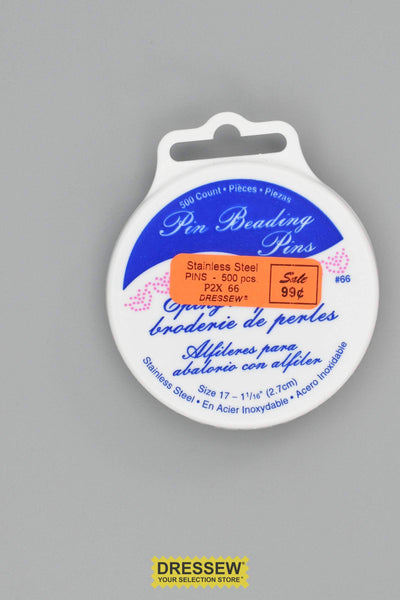 500 Count • Pièces • Piezas
Pin Beading
Pins
#66
Stainless Steel
PINS - 500 pcs.
P2X 66
DRESSEW®
Sale
99¢
broderie de perles
Alfileres para
abalorio con alfiler
Size 17 – 1 1/16" (2.7cm)
Stainless Steel • En Acier Inoxydable • Acero Inoxidable
DRESSEW®
YOUR SELECTION STORE™